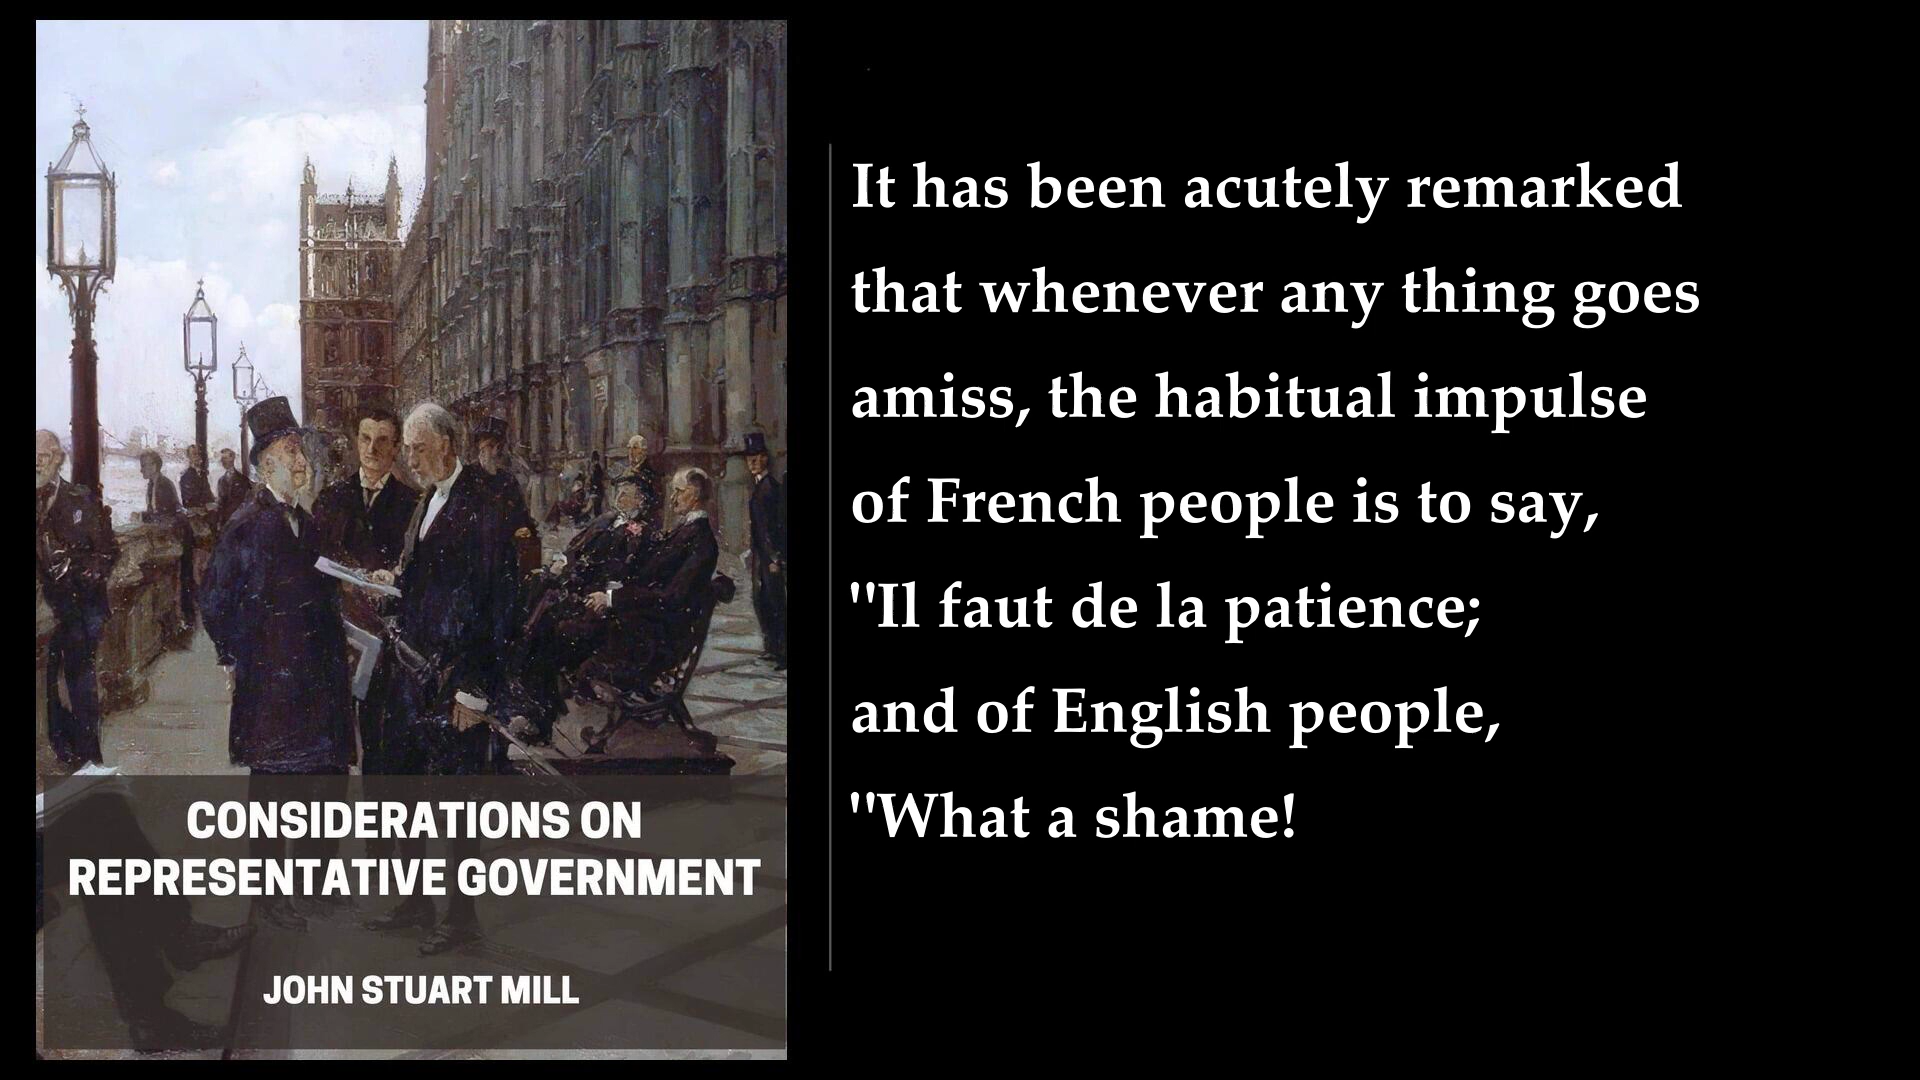 It has been acutely remarked
that whenever any thing goes
amiss, the habitual impulse
of French people is to say,
"Il faut de la patience;
and of English people,
"What a shame!
CONSIDERATIONS ON
REPRESENTATIVE GOVERNMENT
JOHN STUART MILL